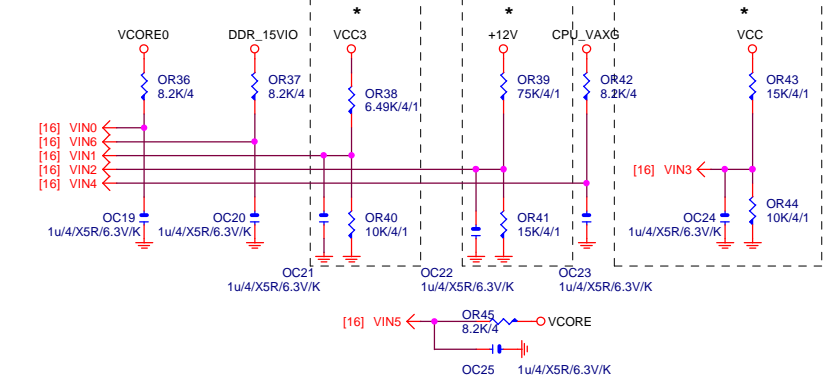 *
*
*
VCORE0
DDR_15VIO
VCC3
+12V
CPU_VAXG
VCC
OR36
8.2K/4
OR37
8.2K/4
OR38
6.49K/4/1
OR39
75K/4/1
OR42
8.2K/4
OR43
15K/4/1
[16] VIN0
[16] VIN6
[16] VIN1
[16] VIN2
[16] VIN4
[16] VIN3
OC19
1u/4/X5R/6.3V/K
OC20
1u/4/X5R/6.3V/K
OR40
10K/4/1
OR41
15K/4/1
OC24
1u/4/X5R/6.3V/K
OR44
10K/4/1
OC21
1u/4/X5R/6.3V/K
OC22
1u/4/X5R/6.3V/K
OC23
1u/4/X5R/6.3V/K
[16] VIN5
OR45
8.2K/4
VCORE
OC25
1u/4/X5R/6.3V/K